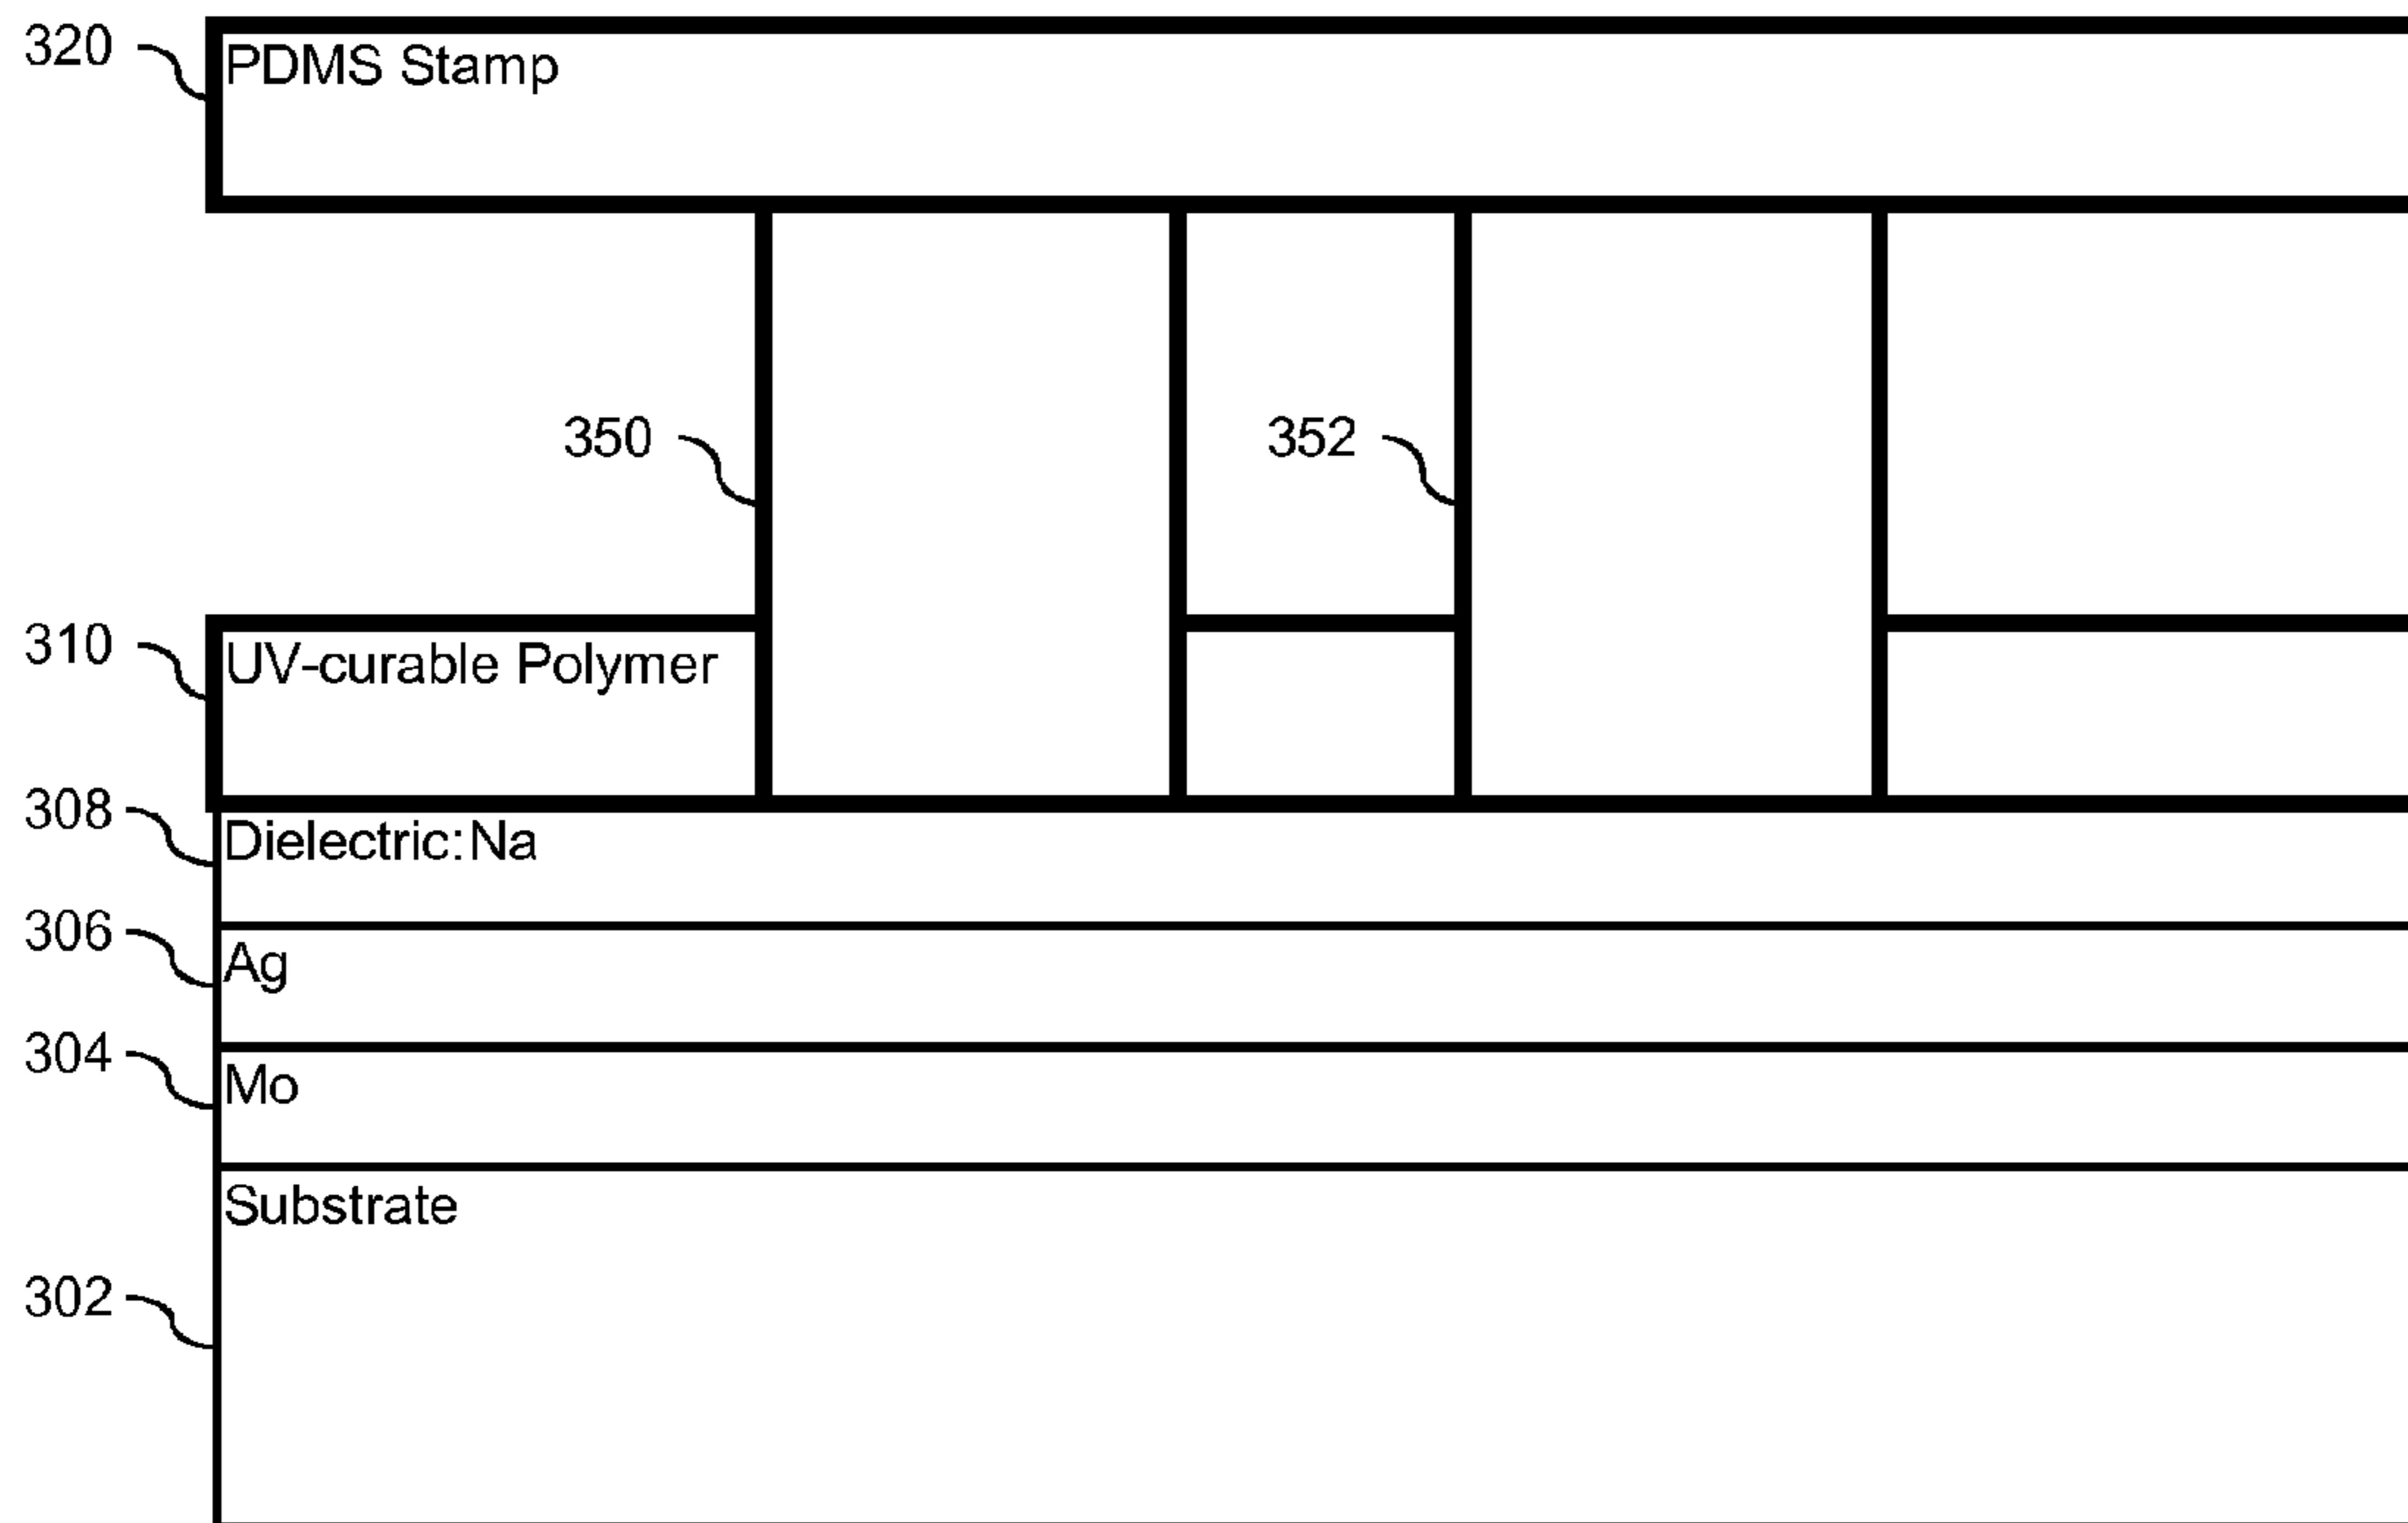 320
PDMS Stamp
350
352
310
UV-curable Polymer
308
Dielectric:Na
306
Ag
304
Mo
Substrate
302